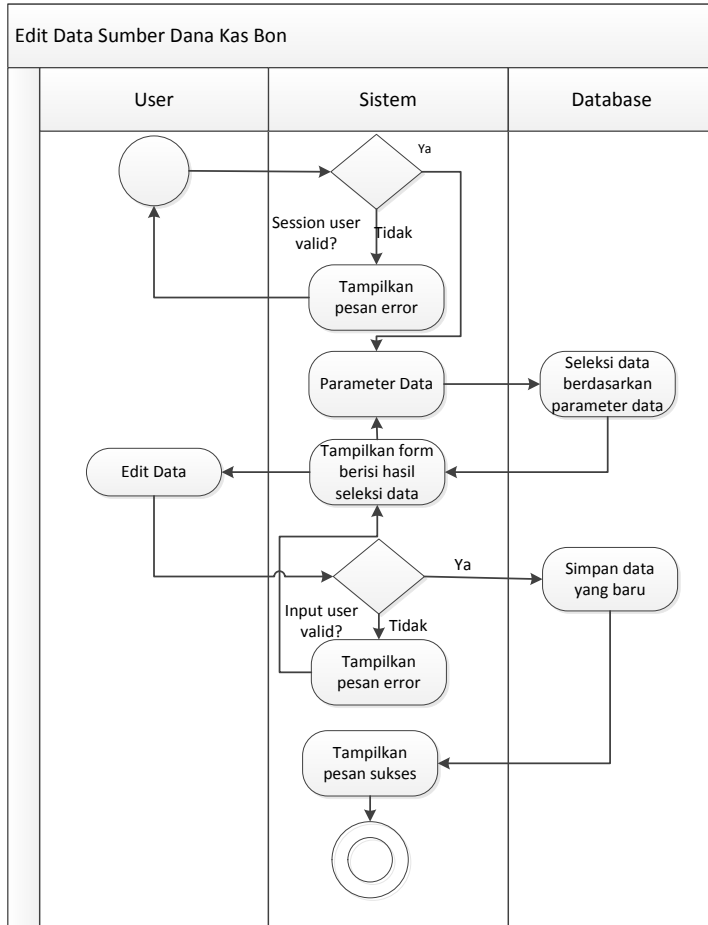 Edit Data Sumber Dana Kas Bon
User
Sistem
Database
Ya
Session user
valid?
Tidak
Tampilkan
pesan error
Parameter Data
Seleksi data
berdasarkan
parameter data
Edit Data
Tampilkan form
berisi hasil
seleksi data
Ya
Simpan data
yang baru
Input user
valid?
Tidak
Tampilkan
pesan error
Tampilkan
pesan sukses